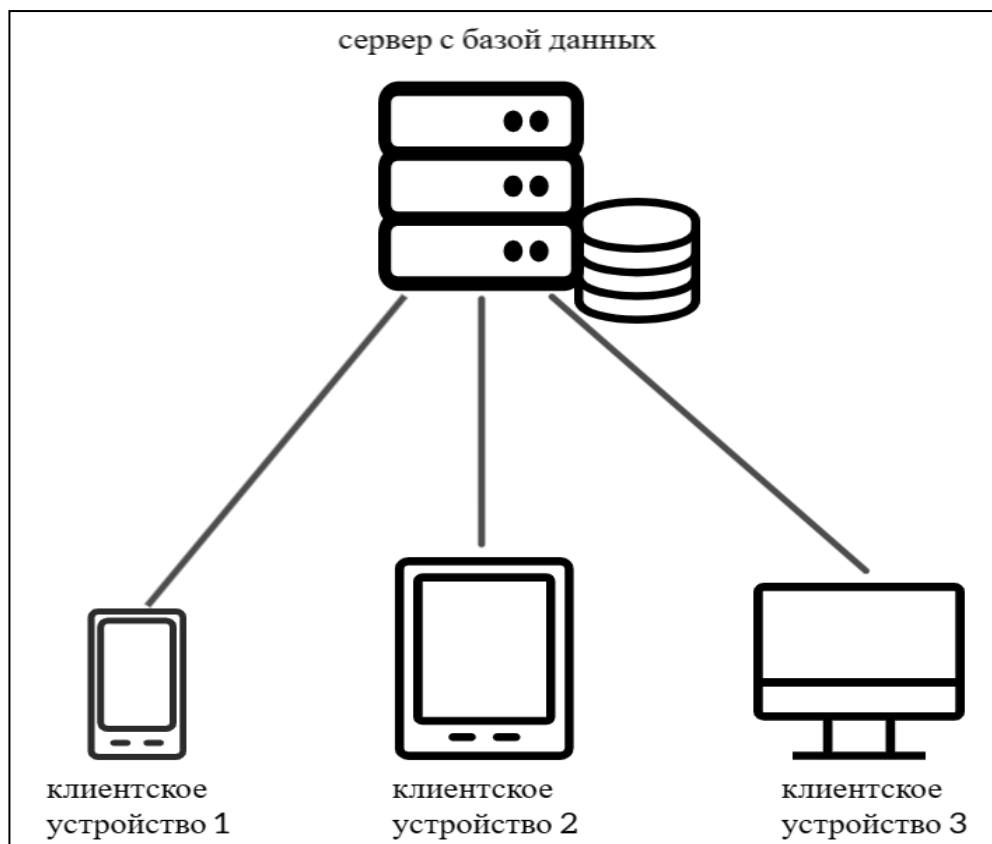 сервер с базой данных
клиентское
устройство 1
клиентское
устройство 2
клиентское
устройство 3